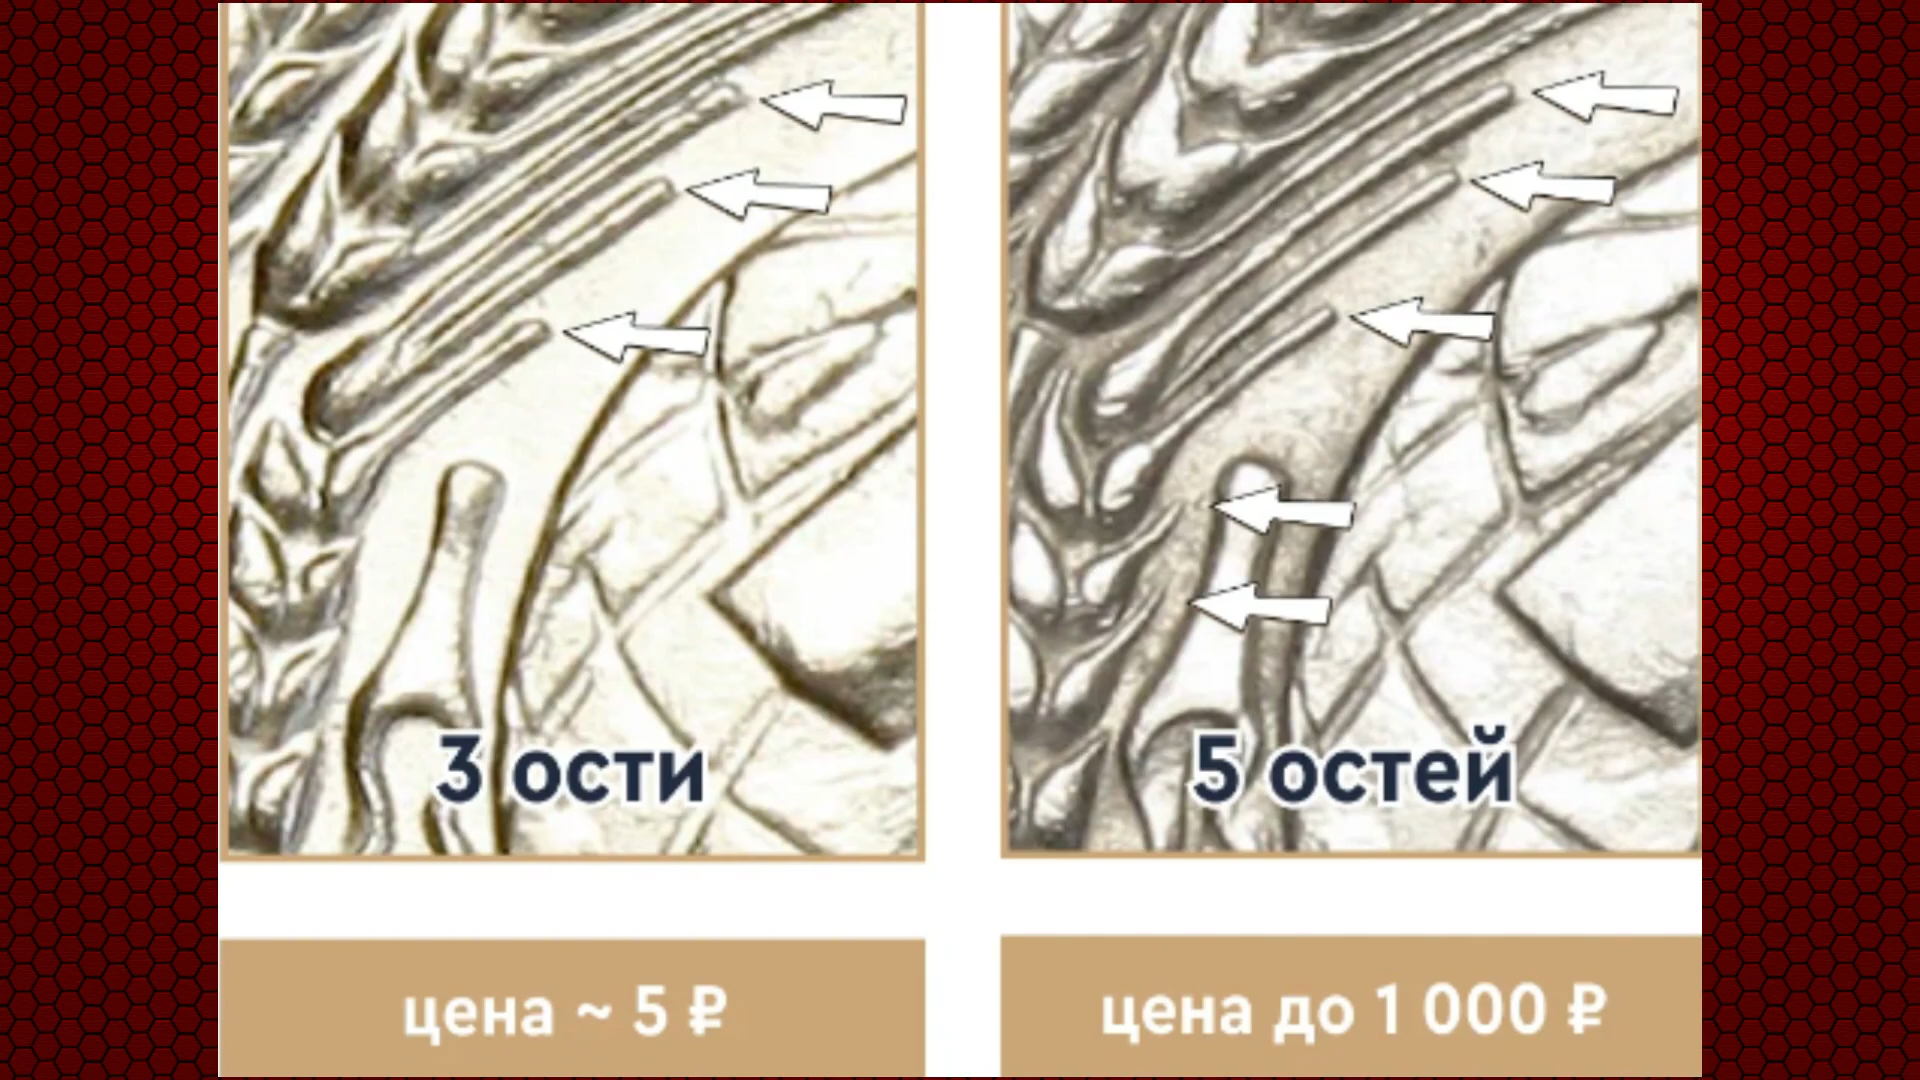 3 ости
5 остей
цена ~ 5 ₽
цена до 1 000 ₽